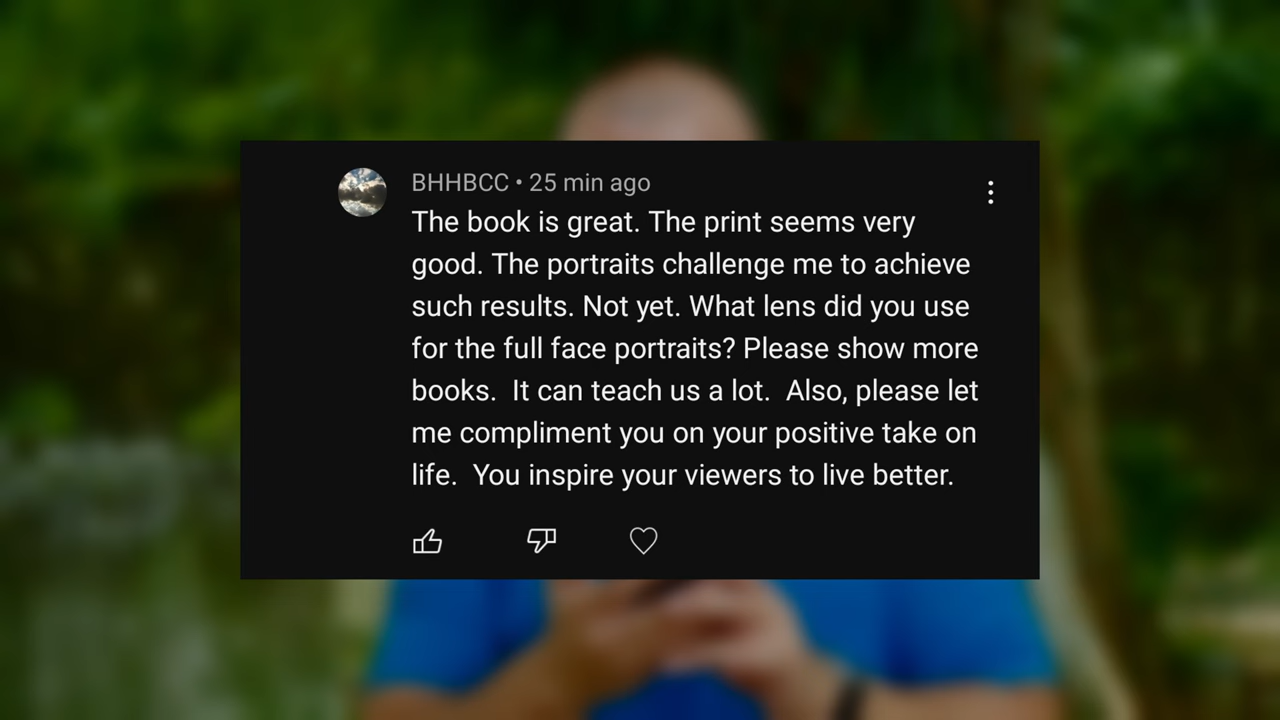 BHHBCC • 25 min ago
The book is great. The print seems very
good. The portraits challenge me to achieve
such results. Not yet. What lens did you use
for the full face portraits? Please show more
books.  It can teach us a lot.  Also, please let
me compliment you on your positive take on
life.  You inspire your viewers to live better.